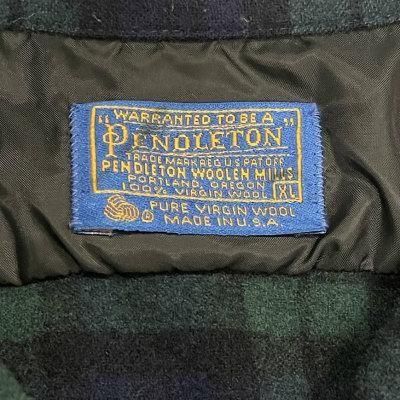 WARRANTED TO BE A
"PENDLETON"
TRADE MARK REG. U.S. PAT. OFF.
PENDLETON WOOLEN MILLS
PORTLAND, OREGON
100% VIRGIN WOOL XL
PURE VIRGIN WOOL
MADE IN U.S.A.